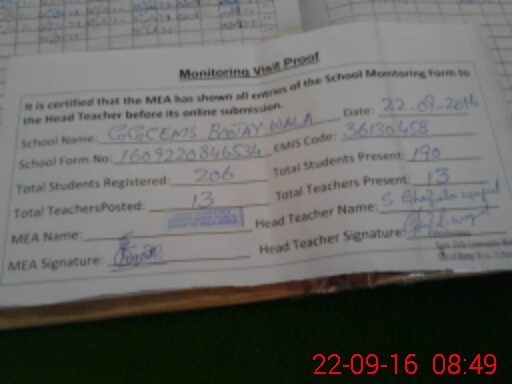 Monitoring Visit Proof
It is certified that the MEA has shown all entries of the School Monitoring Form to
the Head Teacher before its online submission.
Date: 22-09-2016
School Name: GGCEMS
EMIS Code: 36130458
School Form No: 1609220846534
Total Students Present: 190
Total Students Registered: 206
Total Teachers Present: 13
Total TeachersPosted: 13
Head Teacher Name: S
MEA Name:
Head Teacher Signature:
MEA Signature:
22-09-16 08:49